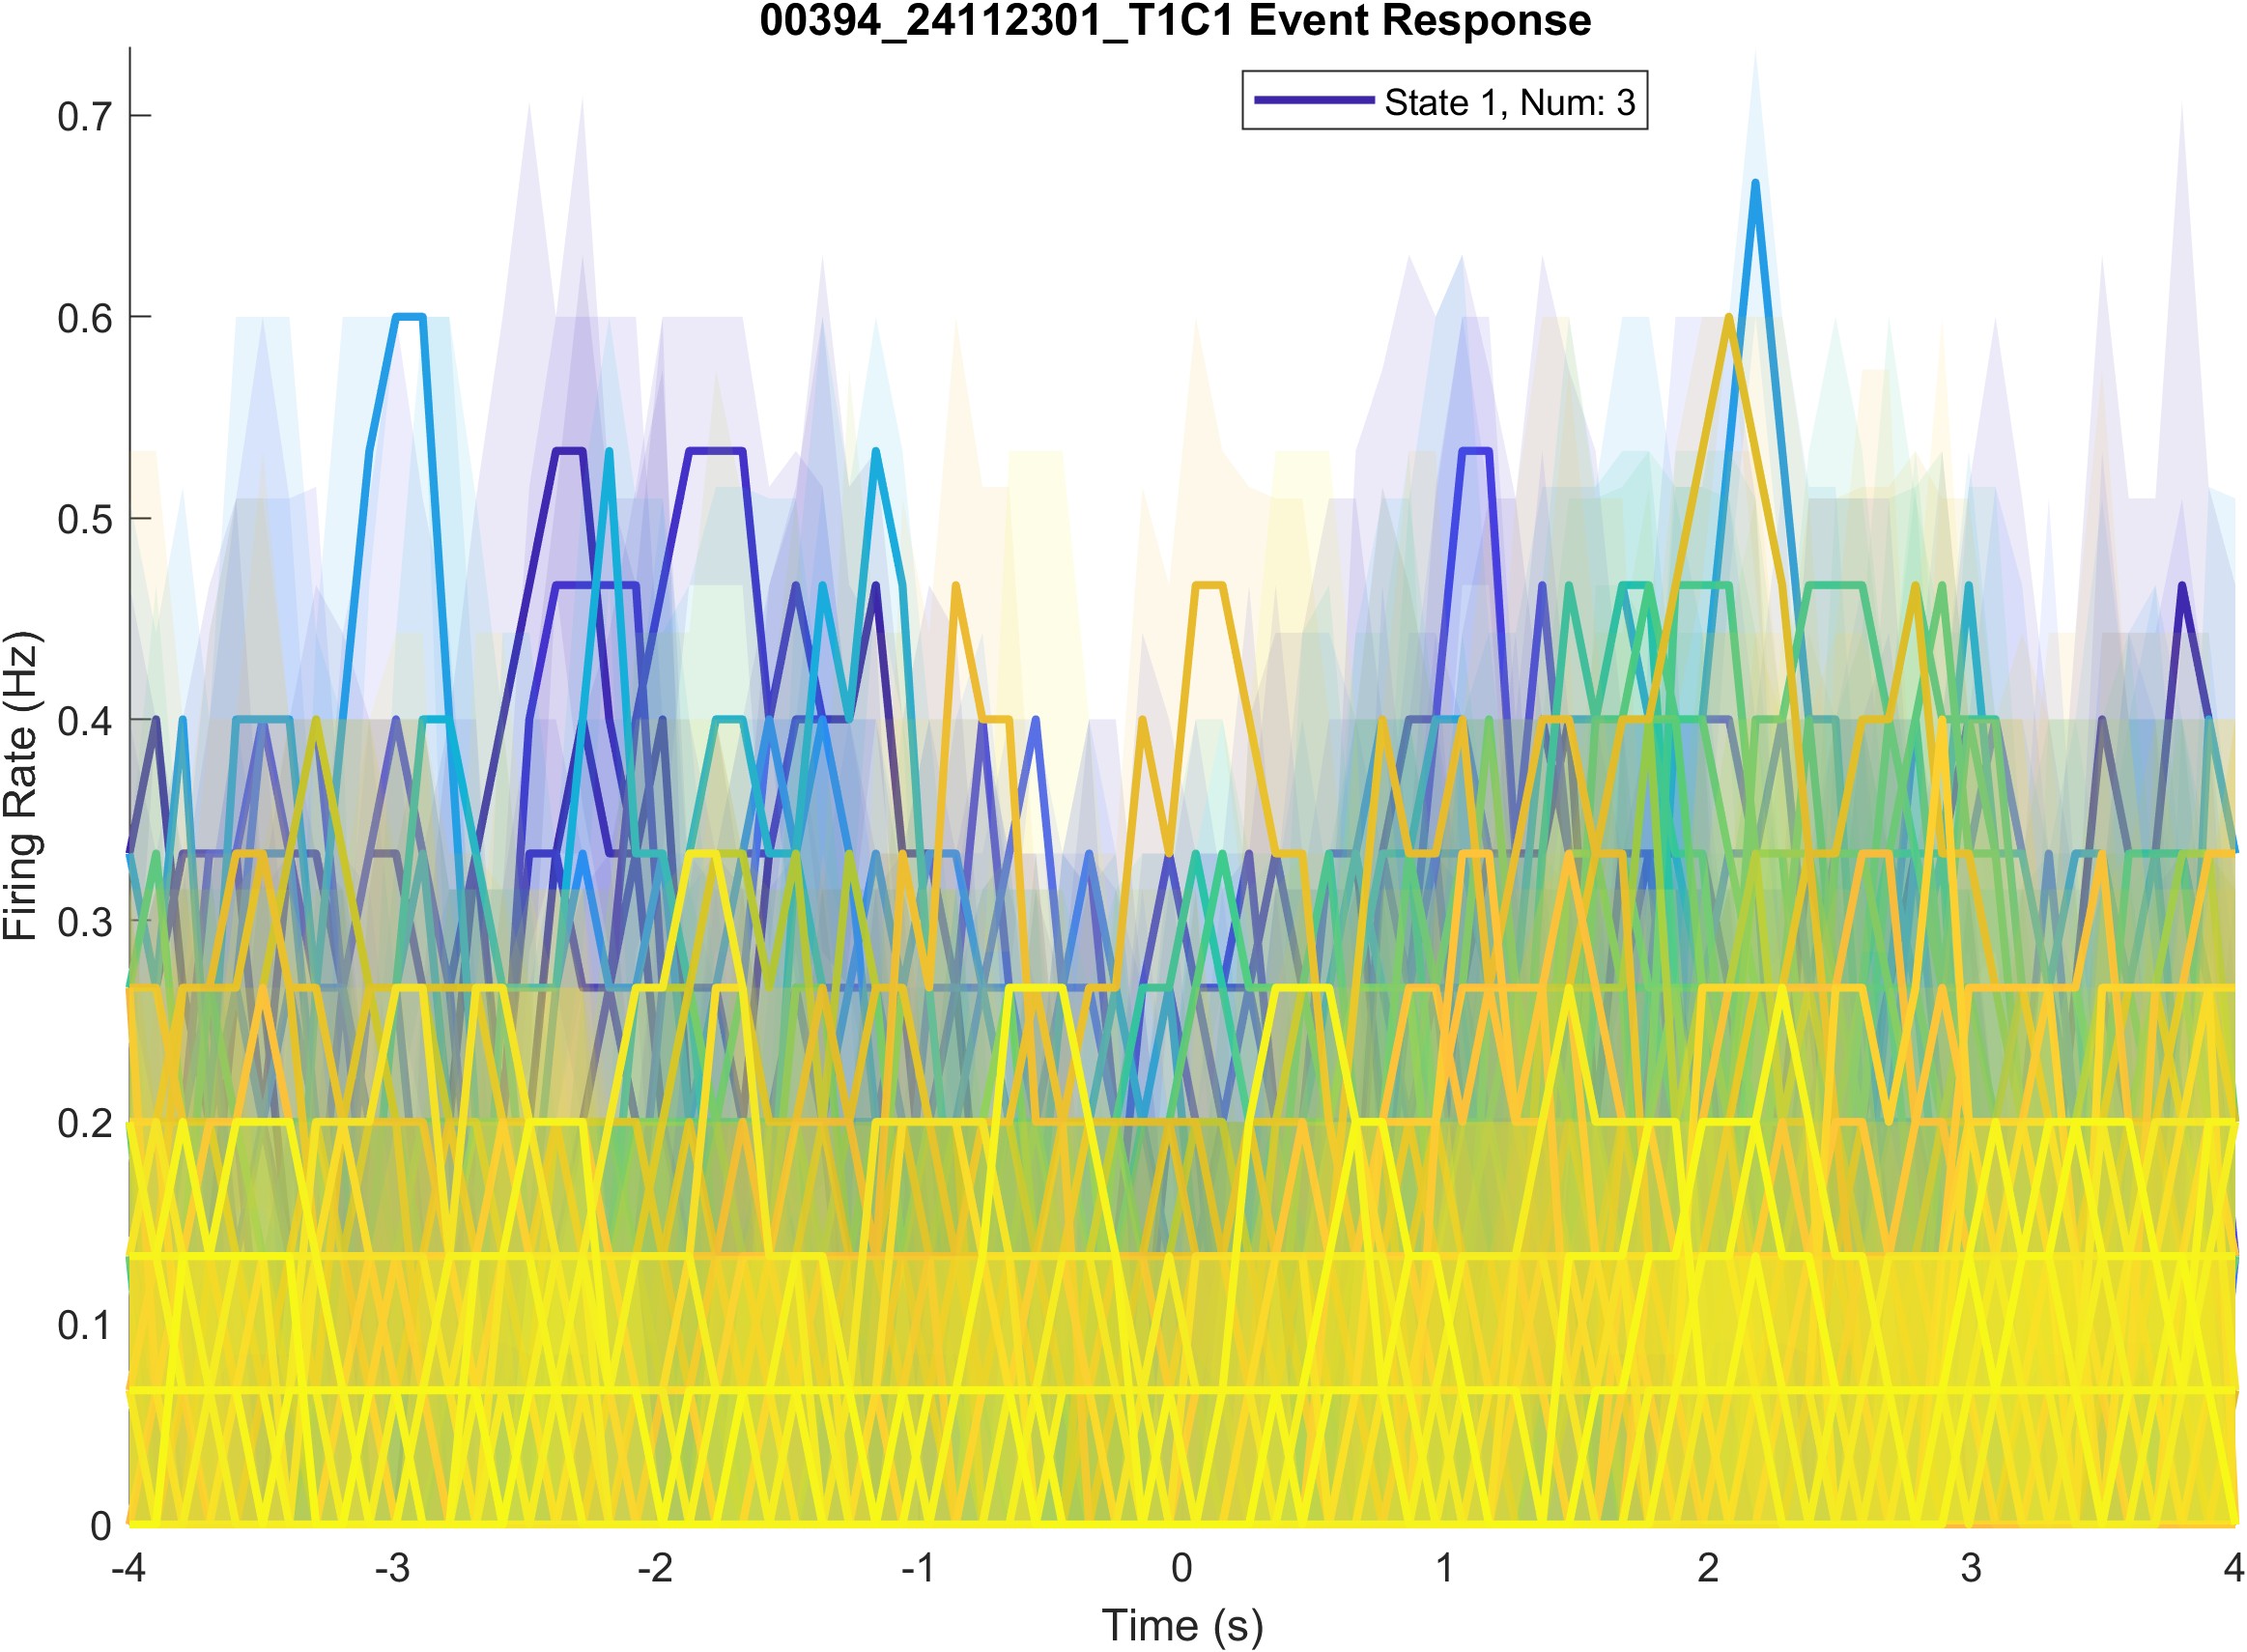 00394_24112301_T1C1 Event Response
State 1, Num: 3
Firing Rate (Hz)
0.7
0.6
0.5
0.4
0.3
0.2
0.1
0
-4 -3 -2 -1 0 1 2 3 4
Time (s)